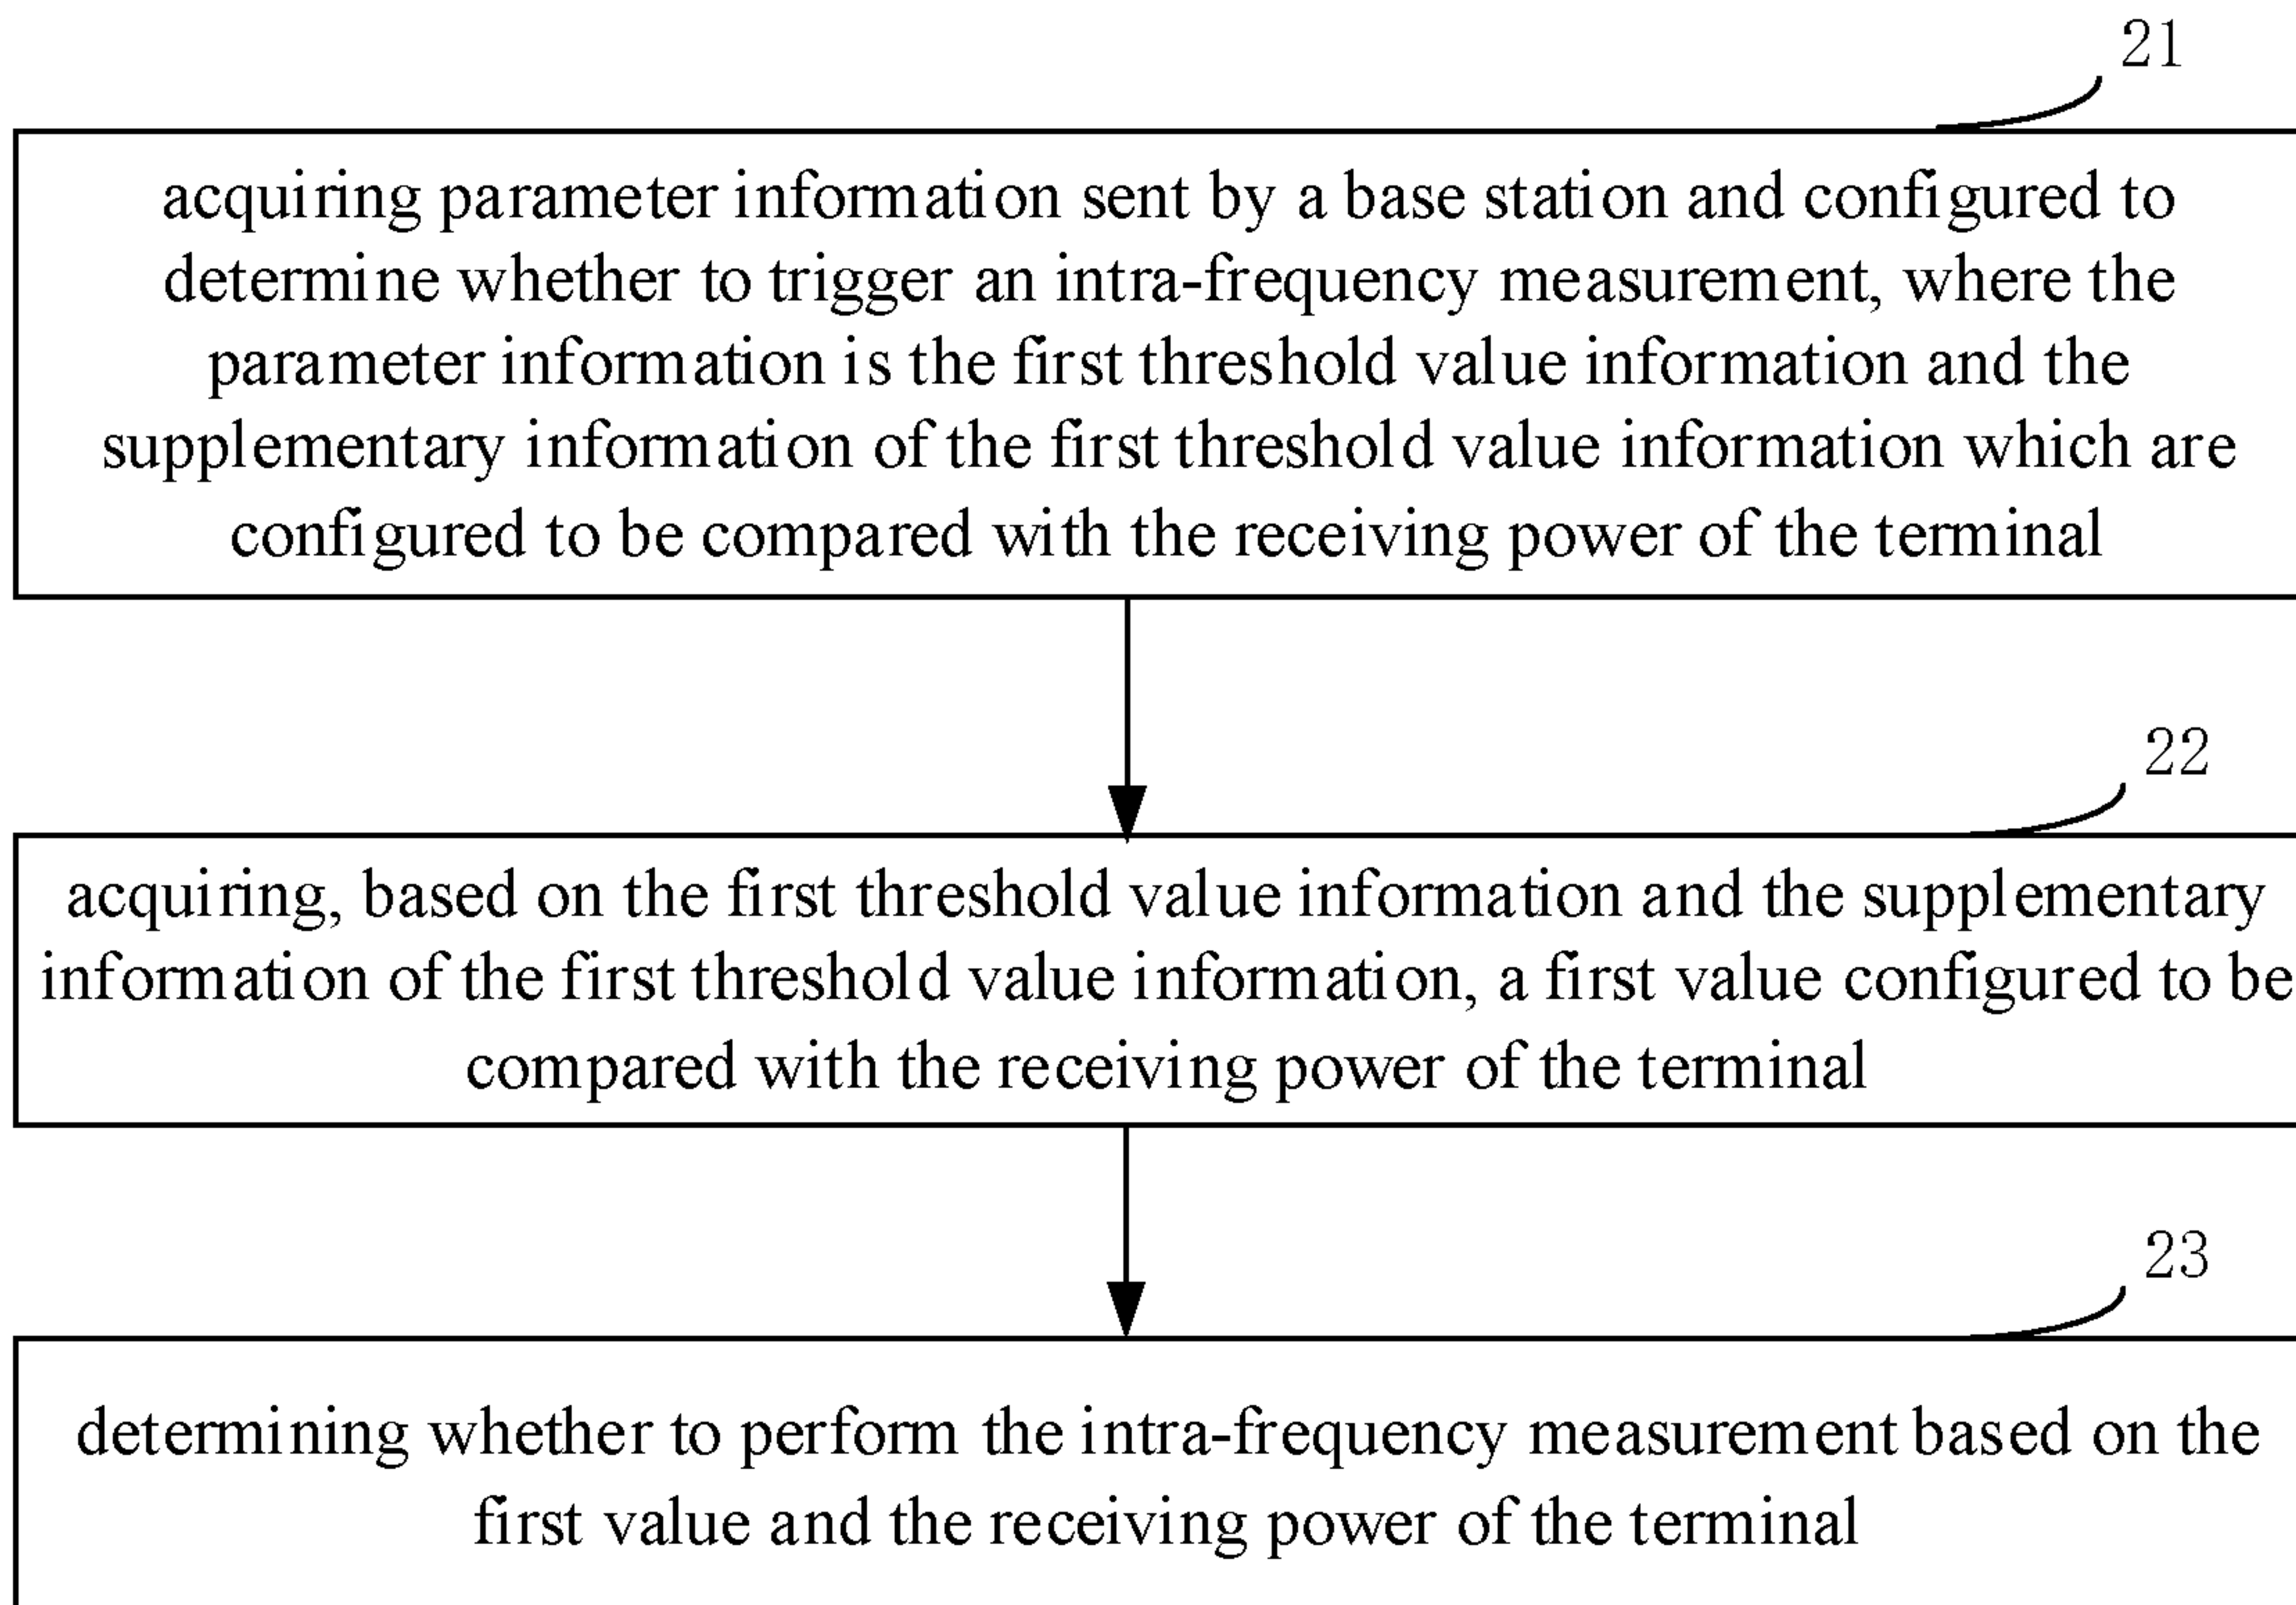 21
acquiring parameter information sent by a base station and configured to
determine whether to trigger an intra-frequency measurement, where the
parameter information is the first threshold value information and the
supplementary information of the first threshold value information which are
configured to be compared with the receiving power of the terminal
22
acquiring, based on the first threshold value information and the supplementary
information of the first threshold value information, a first value configured to be
compared with the receiving power of the terminal
23
determining whether to perform the intra-frequency measurement based on the
first value and the receiving power of the terminal